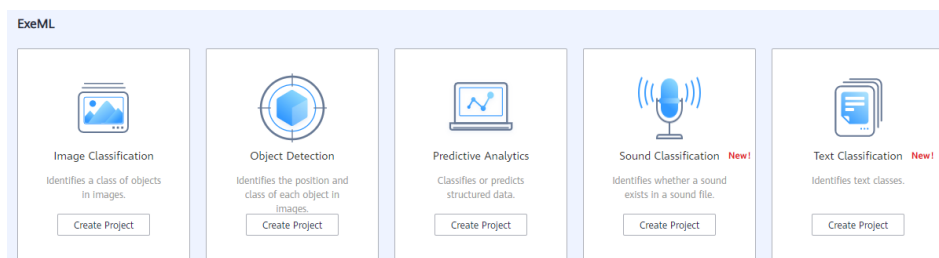 ExeML
Image Classification
Identifies a class of objects
in images.
Create Project
Object Detection
Identifies the position and
class of each object in
images.
Create Project
Predictive Analytics
Classifies or predicts
structured data.
Create Project
Sound Classification New!
Identifies whether a sound
exists in a sound file.
Create Project
Text Classification New!
Identifies text classes.
Create Project